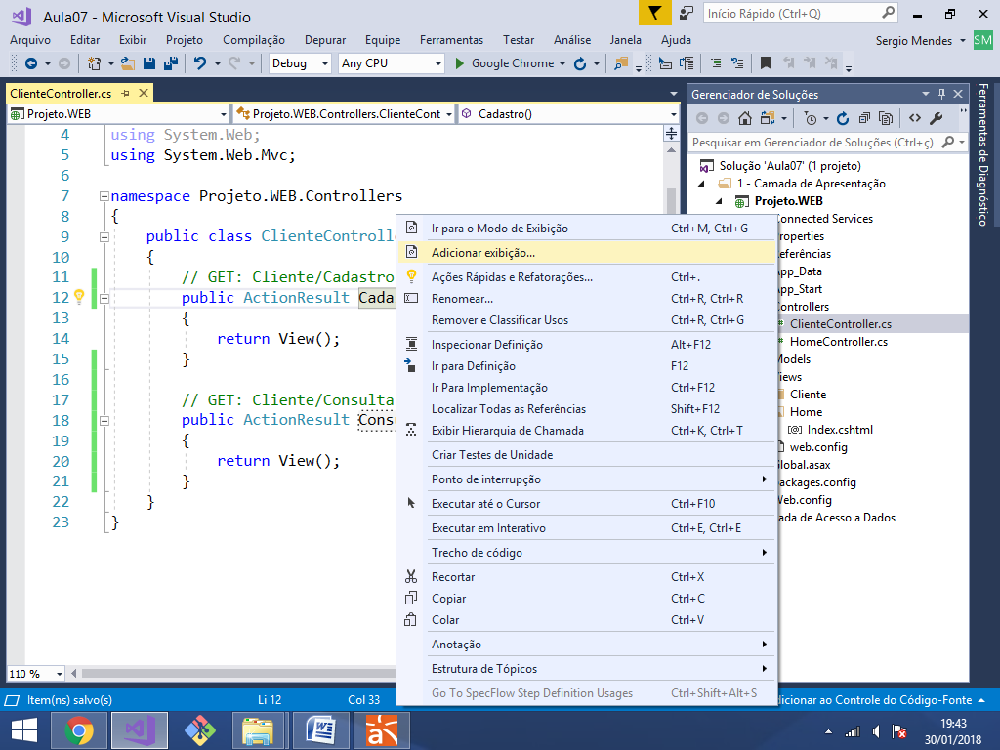 Aula07 - Microsoft Visual Studio
Início Rápido (Ctrl+Q)
Arquivo Editar Exibir Projeto Compilação Depurar Equipe Ferramentas Testar Análise Janela Ajuda
Sergio Mendes SM
Debug Any CPU Google Chrome
ClienteController.cs
Projeto.WEB Projeto.WEB.Controllers.ClienteCont Cadastro()
4 using System.Web;
5 using System.Web.Mvc;
6
7 namespace Projeto.WEB.Controllers
8 {
9 public class ClienteControlle
10 {
11 // GET: Cliente/Cadastro
12 public ActionResult Cada
13 {
14 return View();
15 }
16
17 // GET: Cliente/Consulta
18 public ActionResult Cons
19 {
20 return View();
21 }
22 }
23 }
110 %
Ir para o Modo de Exibição Ctrl+M, Ctrl+G
Adicionar exibição...
Ações Rápidas e Refatorações... Ctrl+.
Renomear... Ctrl+R, Ctrl+R
Remover e Classificar Usos Ctrl+R, Ctrl+G
Inspecionar Definição Alt+F12
Ir para Definição F12
Ir Para Implementação Ctrl+F12
Localizar Todas as Referências Shift+F12
Exibir Hierarquia de Chamada Ctrl+K, Ctrl+T
Criar Testes de Unidade
Ponto de interrupção
Executar até o Cursor Ctrl+F10
Executar em Interativo Ctrl+E, Ctrl+E
Trecho de código
Recortar Ctrl+X
Copiar Ctrl+C
Colar Ctrl+V
Anotação
Estrutura de Tópicos
Go To SpecFlow Step Definition Usages Ctrl+Shift+Alt+S
Gerenciador de Soluções
Pesquisar em Gerenciador de Soluções (Ctrl+ç)
Solução 'Aula07' (1 projeto)
1 - Camada de Apresentação
Projeto.WEB
onnected Services
roperties
eferências
pp_Data
pp_Start
ontrollers
ClienteController.cs
HomeController.cs
odels
iews
Cliente
Home
Index.cshtml
web.config
lobal.asax
ackages.config
Web.config
ada de Acesso a Dados
Ferramentas de Diagnóstico
Item(ns) salvo(s) Li 12 Col 33 dicionar ao Controle do Código-Fonte
19:43
30/01/2018